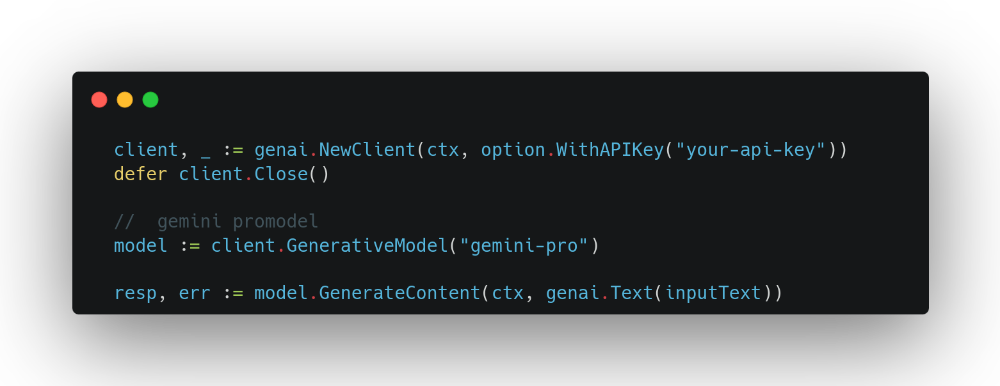 client, _ := genai.NewClient(ctx, option.WithAPIKey("your-api-key"))
defer client.Close()
//  gemini promodel
model := client.GenerativeModel("gemini-pro")
resp, err := model.GenerateContent(ctx, genai.Text(inputText))